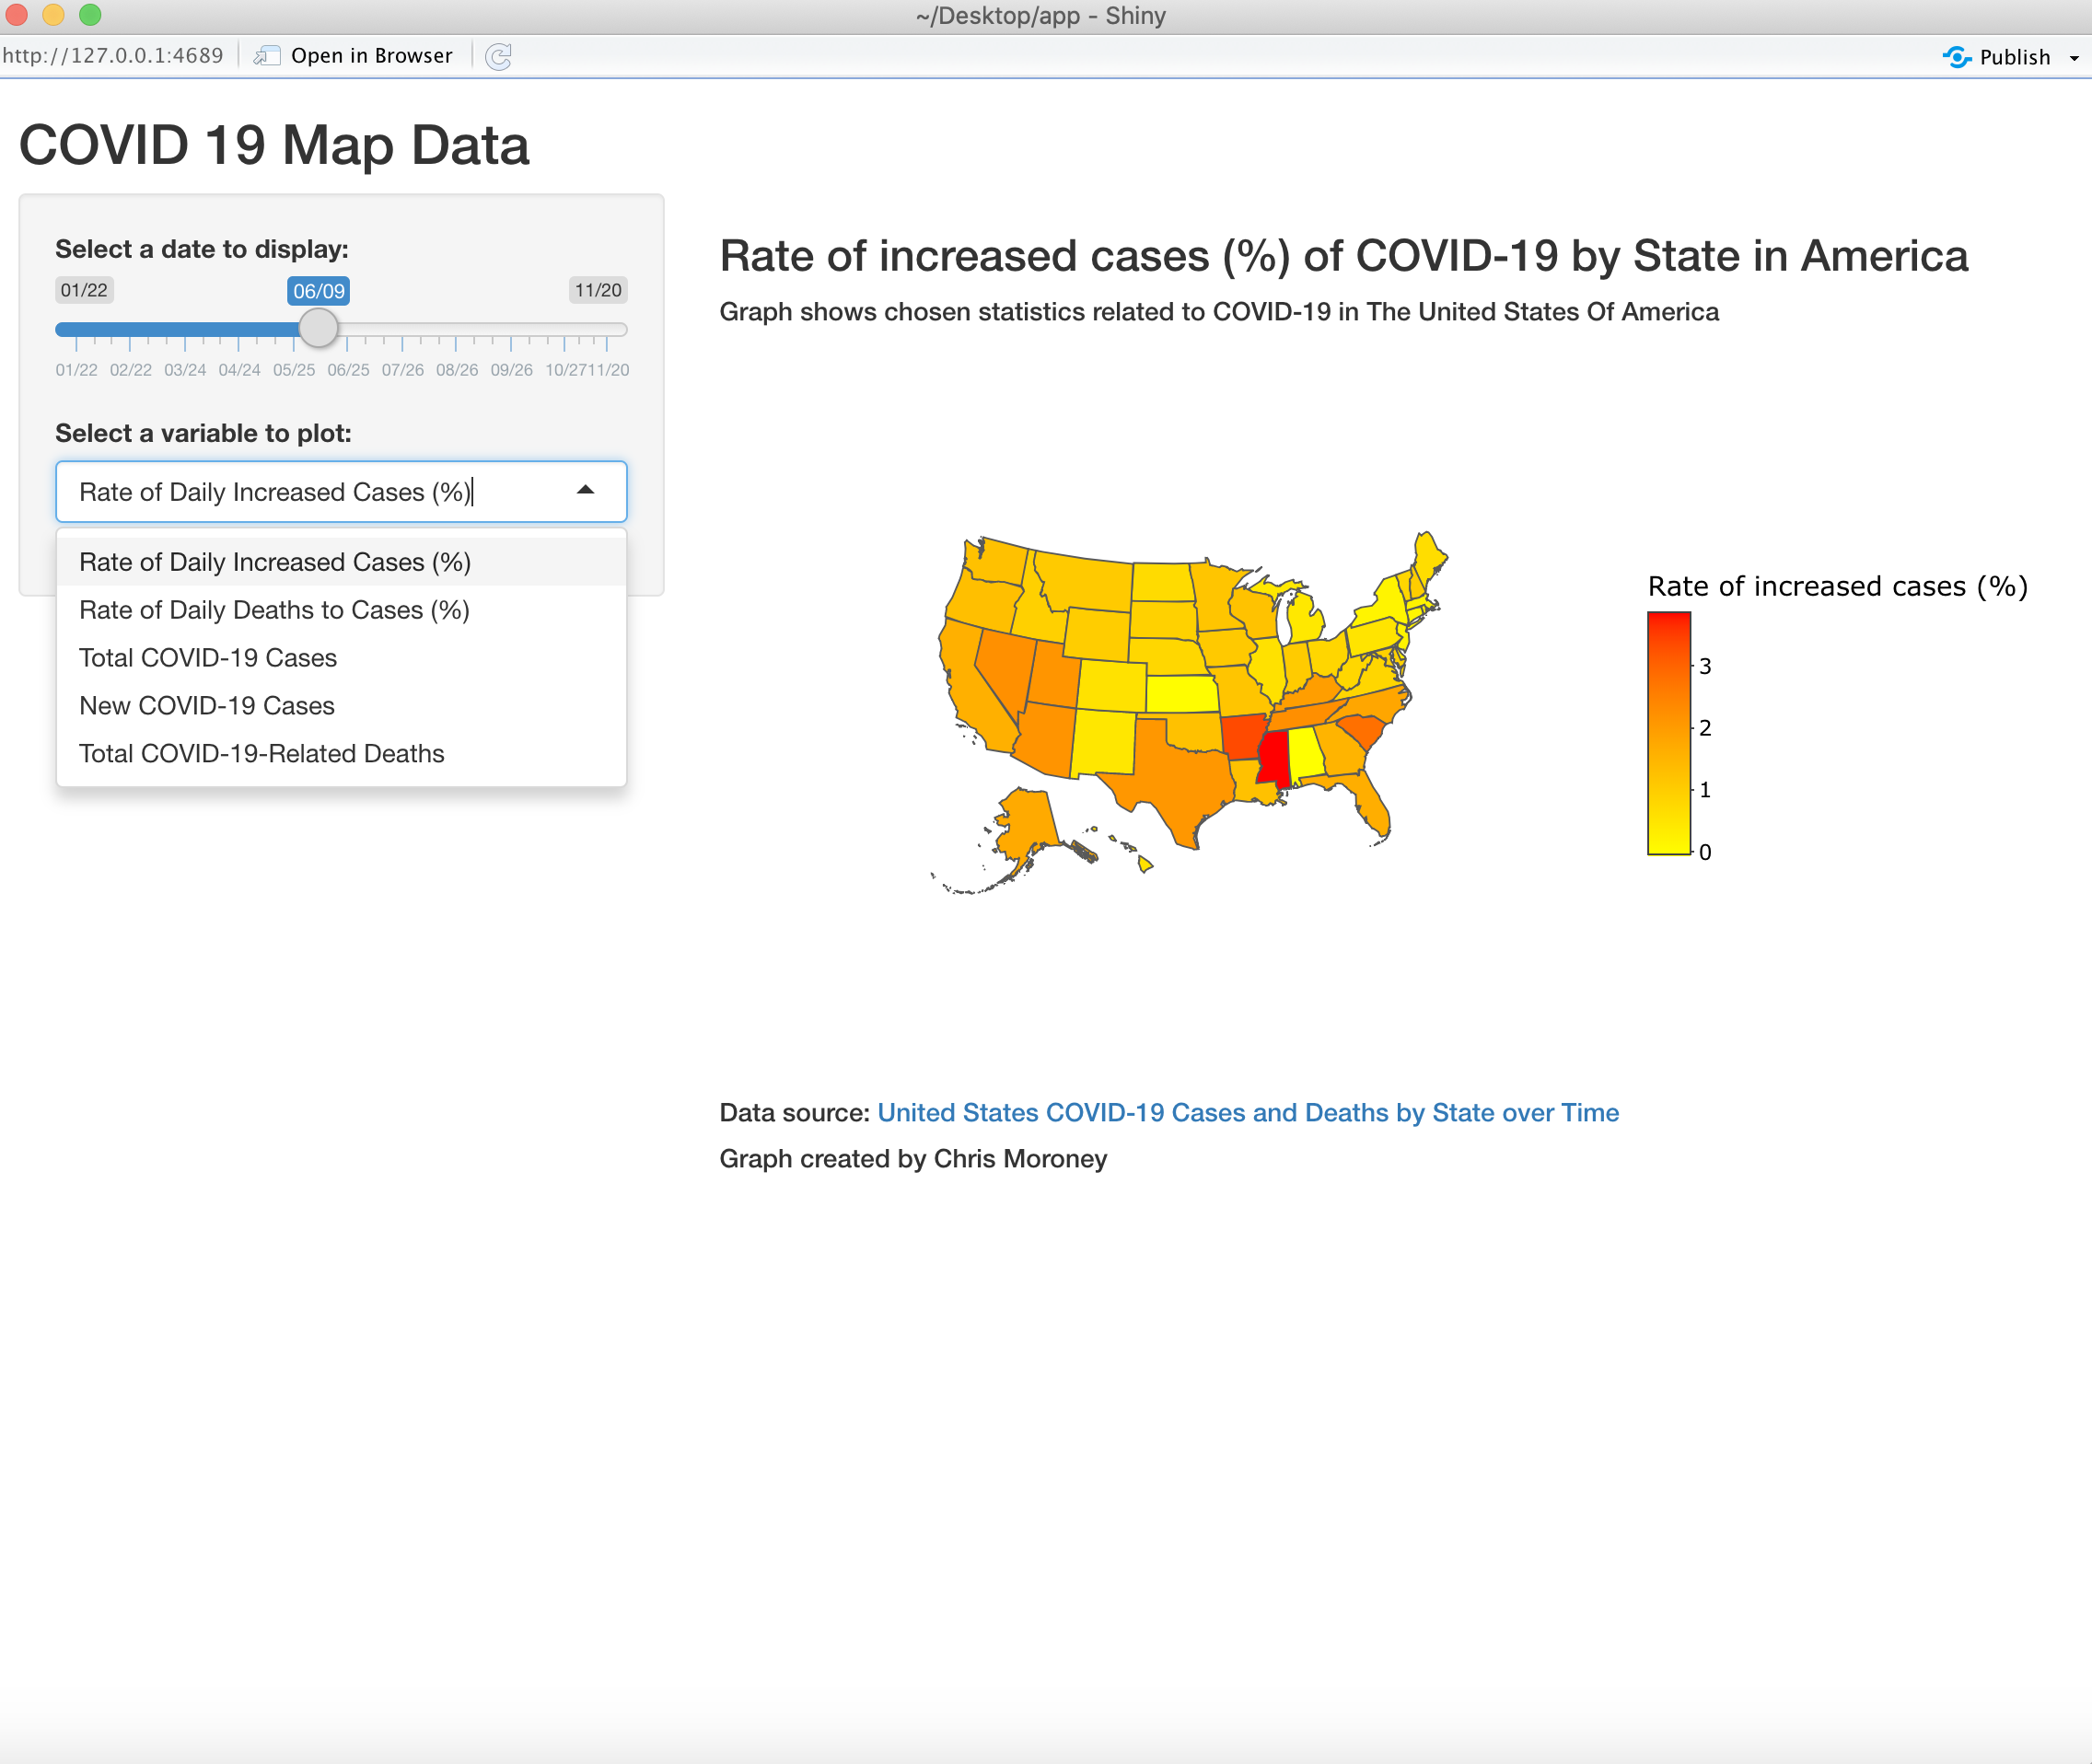 ~/Desktop/app - Shiny
http://127.0.0.1:4689 Open in Browser Publish
COVID 19 Map Data
Select a date to display:
01/22 06/09 11/20
01/22 02/22 03/24 04/24 05/25 06/25 07/26 08/26 09/26 10/27 11/20
Select a variable to plot:
Rate of Daily Increased Cases (%)
Rate of Daily Increased Cases (%)
Rate of Daily Deaths to Cases (%)
Total COVID-19 Cases
New COVID-19 Cases
Total COVID-19-Related Deaths
Rate of increased cases (%) of COVID-19 by State in America
Graph shows chosen statistics related to COVID-19 in The United States Of America
Rate of increased cases (%)
3
2
1
0
Data source: United States COVID-19 Cases and Deaths by State over Time
Graph created by Chris Moroney